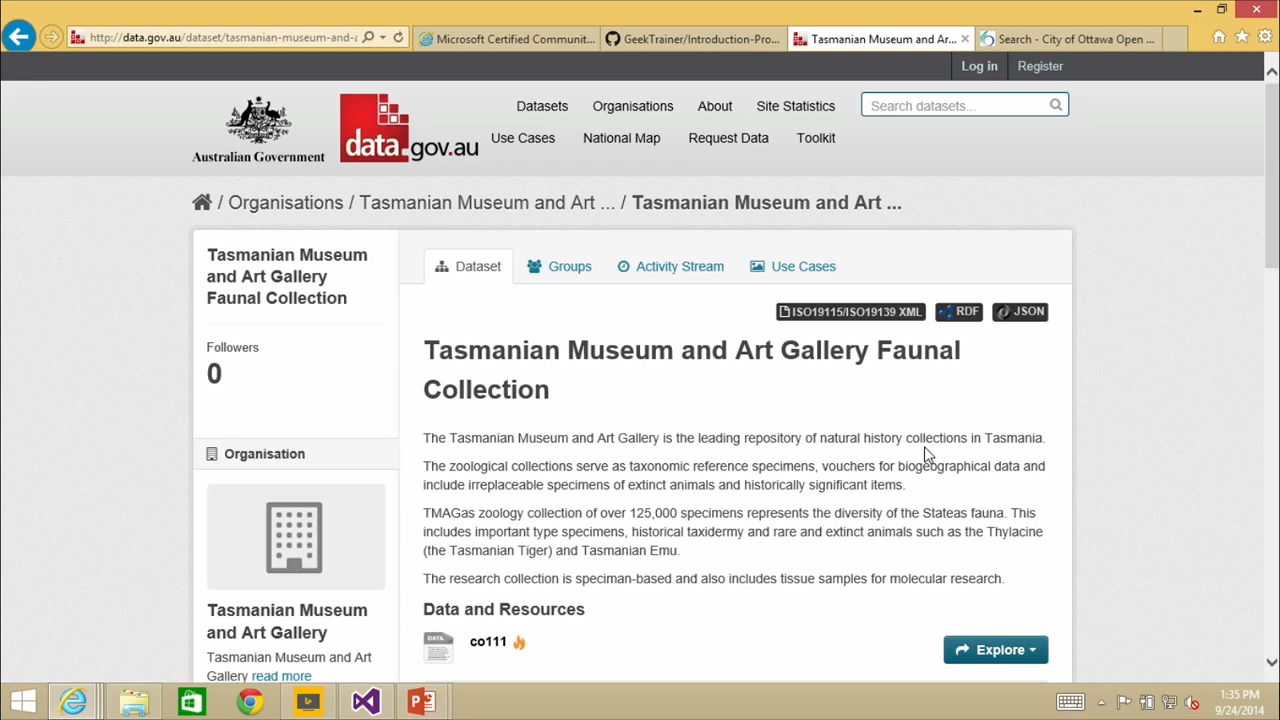 http://data.gov.au/dataset/tasmanian-museum-and-a
Microsoft Certified Communit...
GeekTrainer/Introduction-Pro...
Tasmanian Museum and Ar...
Search - City of Ottawa Open ...
Log in
Register
Australian Government
data.gov.au
Datasets
Organisations
About
Site Statistics
Search datasets...
Use Cases
National Map
Request Data
Toolkit
/ Organisations / Tasmanian Museum and Art ... / Tasmanian Museum and Art ...
Tasmanian Museum
and Art Gallery
Faunal Collection
Followers
0
Organisation
Tasmanian Museum
and Art Gallery
Tasmanian Museum and Art
Gallery read more
Dataset
Groups
Activity Stream
Use Cases
ISO19115/ISO19139 XML
RDF
JSON
Tasmanian Museum and Art Gallery Faunal
Collection
The Tasmanian Museum and Art Gallery is the leading repository of natural history collections in Tasmania.
The zoological collections serve as taxonomic reference specimens, vouchers for biogeographical data and
include irreplaceable specimens of extinct animals and historically significant items.
TMAGas zoology collection of over 125,000 specimens represents the diversity of the Stateas fauna. This
includes important type specimens, historical taxidermy and rare and extinct animals such as the Thylacine
(the Tasmanian Tiger) and Tasmanian Emu.
The research collection is speciman-based and also includes tissue samples for molecular research.
Data and Resources
DATA
co111
Explore
1:35 PM
9/24/2014